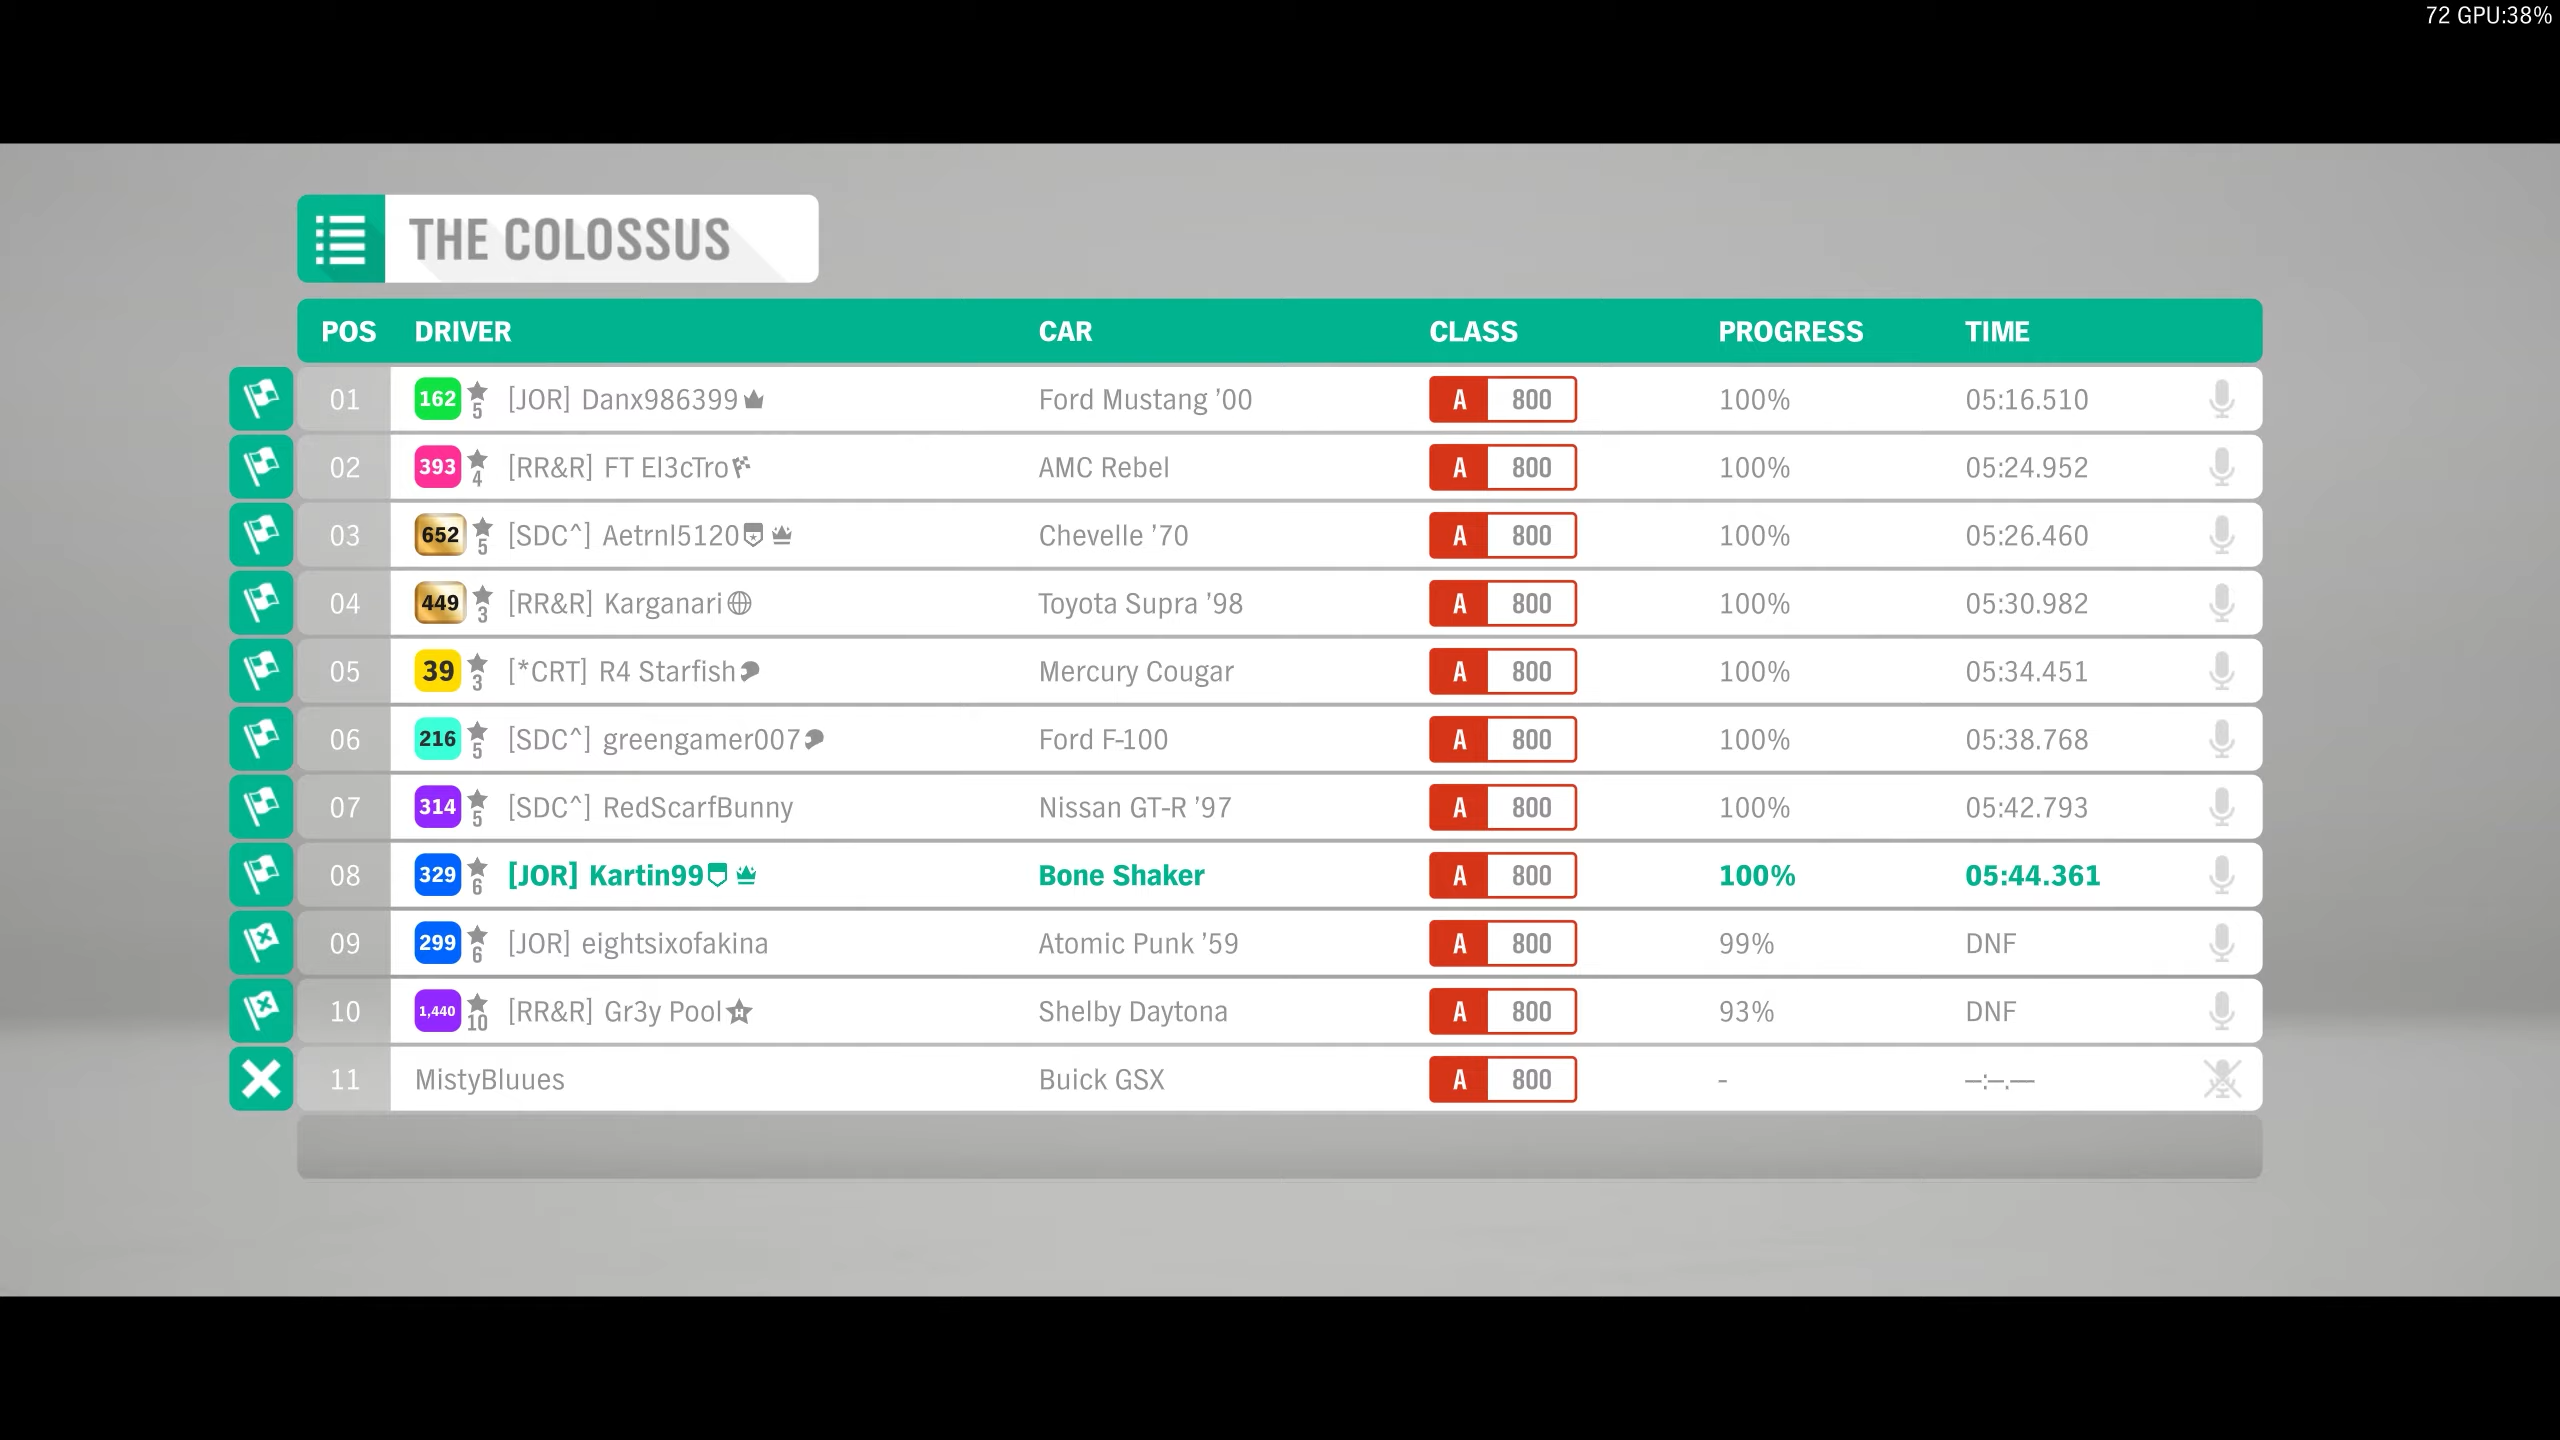 72 GPU:38%
THE COLOSSUS
POS DRIVER CAR CLASS PROGRESS TIME
01 162 5 [JOR] Danx986399 Ford Mustang ’00 A 800 100% 05:16.510
02 393 4 [RR&R] FT El3cTro AMC Rebel A 800 100% 05:24.952
03 652 5 [SDC^] Aetrnl5120 Chevelle ’70 A 800 100% 05:26.460
04 449 3 [RR&R] Karganari Toyota Supra ’98 A 800 100% 05:30.982
05 39 3 [*CRT] R4 Starfish Mercury Cougar A 800 100% 05:34.451
06 216 5 [SDC^] greengamer007 Ford F-100 A 800 100% 05:38.768
07 314 5 [SDC^] RedScarfBunny Nissan GT-R ’97 A 800 100% 05:42.793
08 329 6 [JOR] Kartin99 Bone Shaker A 800 100% 05:44.361
09 299 6 [JOR] eightsixofakina Atomic Punk ’59 A 800 99% DNF
10 1,440 10 [RR&R] Gr3y Pool Shelby Daytona A 800 93% DNF
11 MistyBluues Buick GSX A 800 - –:–.––